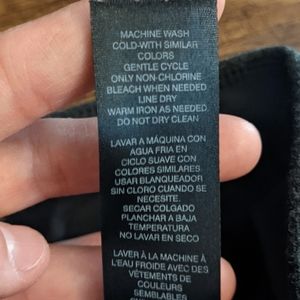 MACHINE WASH
COLD-WITH SIMILAR
COLORS
GENTLE CYCLE
ONLY NON-CHLORINE
BLEACH WHEN NEEDED
LINE DRY
WARM IRON AS NEEDED.
DO NOT DRY CLEAN
LAVAR A MÁQUINA CON
AGUA FRIA EN
CICLO SUAVE CON
COLORES SIMILARES
USAR BLANQUEADOR
SIN CLORO CUANDO SE
NECESITE.
SECAR COLGADO
PLANCHAR A BAJA
TEMPERATURA
NO LAVAR EN SECO
LAVER À LA MACHINE À
L'EAU FROIDE AVEC DES
VÊTEMENTS DE
COULEURS
SEMBLABLES